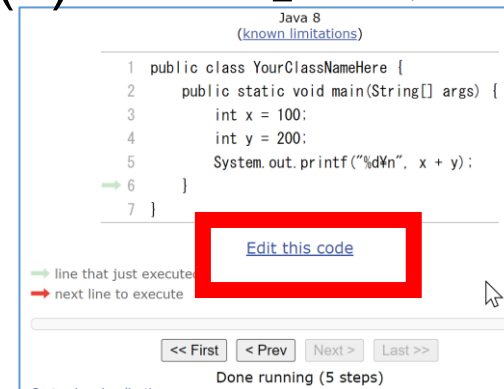 Java 8
(known limitations)
1 public class YourClassNameHere {
2 public static void main(String[] args) {
3 int x = 100;
4 int y = 200;
5 System.out.printf("%d¥n", x + y);
6 }
7 }
Edit this code
line that just executed
next line to execute
<< First < Prev Next > Last >>
Done running (5 steps)